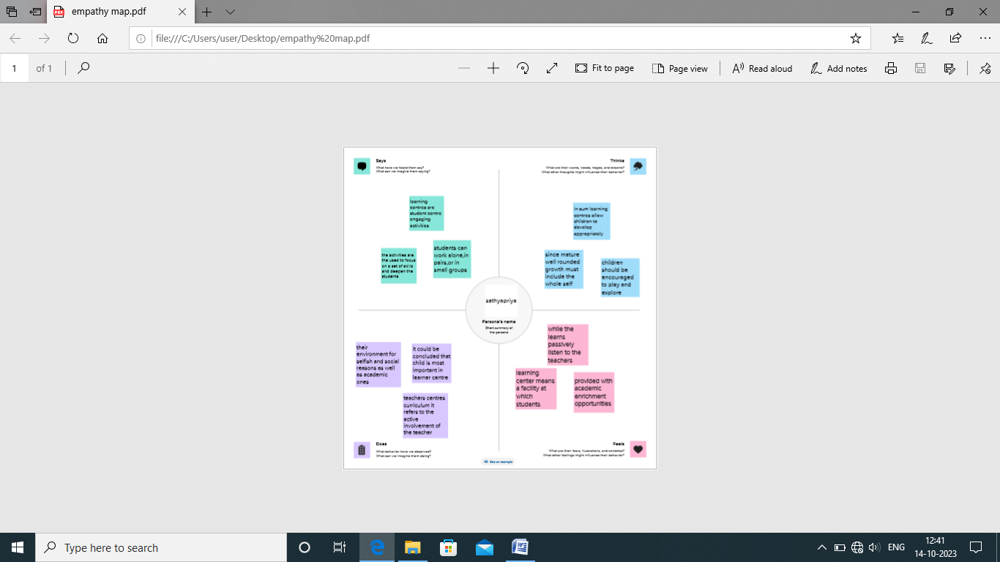 empathy map.pdf
file:///C:/Users/user/Desktop/empathy%20map.pdf
1 of 1
Fit to page
Page view
Read aloud
Add notes
Says
What have we heard them say?
What can we imagine them saying?
learning
centres are
student centre
engaging
activities
the activities are
the used to focus
on a set of skills
and deepen the
students
students can
work alone,in
pairs,or in
small groups
Thinks
What are their wants, needs, hopes, and dreams?
What other thoughts might influence their behavior?
in sum learning
centres allow
children to
develop
appropriately
since mature
well rounded
growth must
include the
whole self
children
should be
encouraged
to play and
explore
sathyapriya
Persona's name
Short summary of
the persona
their
environment for
selfish and social
reasons as well
as academic
ones
it could be
concluded that
child is most
important in
learner centre
teachers centres
curriculum it
refers to the
active
involvement of
the teacher
Does
What behavior have we observed?
What can we imagine them doing?
while the
learns
passively
listen to the
teachers
learning
center means
a facility at
which
students
provided with
academic
enrichment
opportunities
Feels
What are their fears, frustrations, and anxieties?
What other feelings might influence their behavior?
See an example
Type here to search
ENG
12:41
14-10-2023